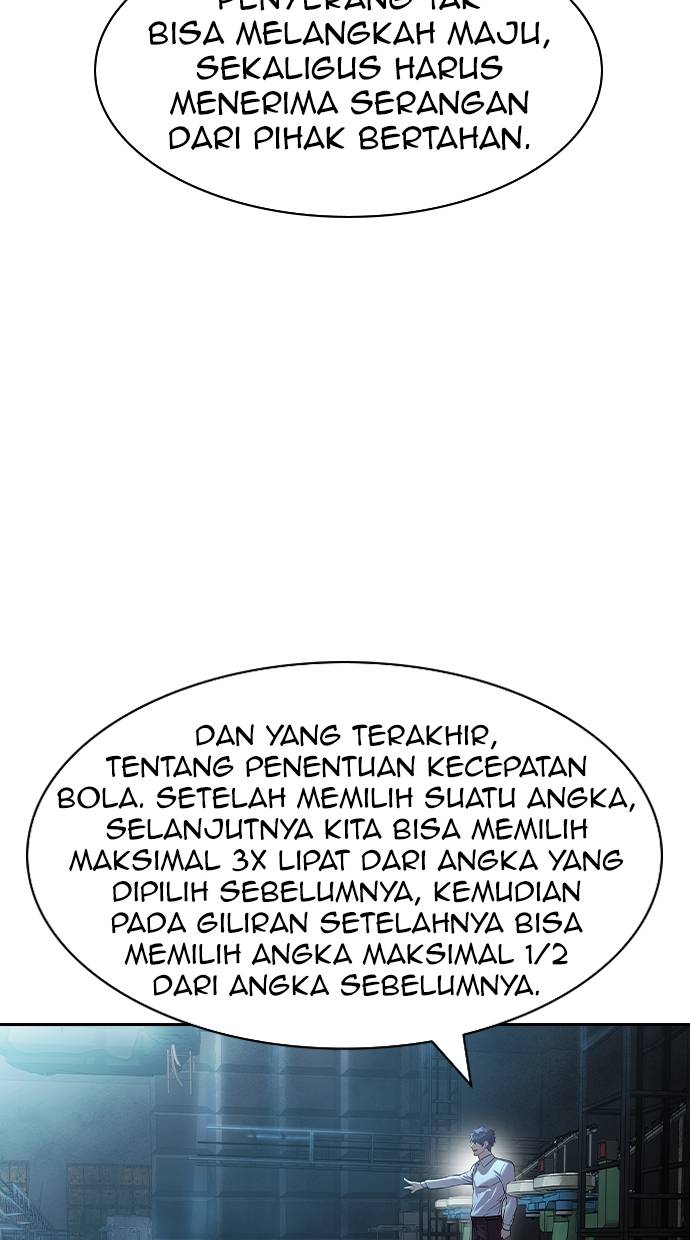 PENYERANG TAK
BISA MELANGKAH MAJU,
SEKALIGUS HARUS
MENERIMA SERANGAN
DARI PIHAK BERTAHAN.
DAN YANG TERAKHIR,
TENTANG PENENTUAN KECEPATAN
BOLA. SETELAH MEMILIH SUATU ANGKA,
SELANJUTNYA KITA BISA MEMILIH
MAKSIMAL 3X LIPAT DARI ANGKA YANG
DIPILIH SEBELUMNYA, KEMUDIAN
PADA GILIRAN SETELAHNYA BISA
MEMILIH ANGKA MAKSIMAL 1/2
DARI ANGKA SEBELUMNYA.